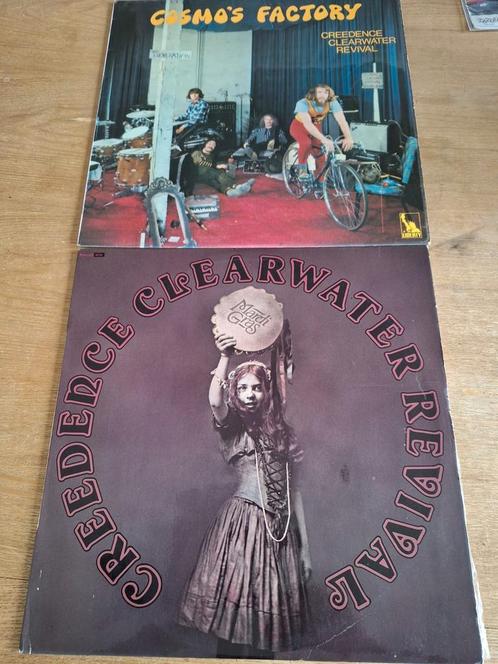 COSMO'S FACTORY
CREEDENCE
CLEARWATER
REVIVAL
LIBERTY
CREEDENCE CLEARWATER REVIVAL
Mardi
Gras